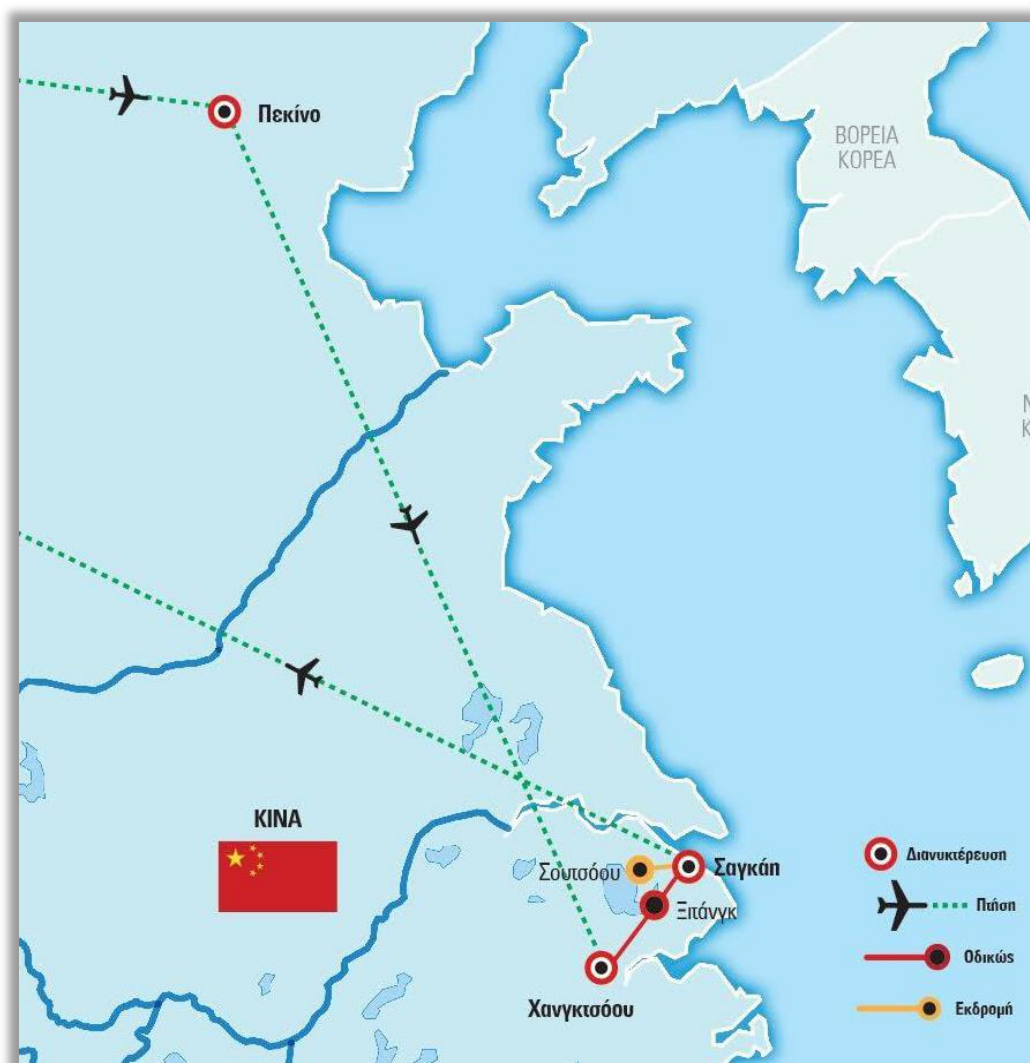 Πεκίνο
ΒΟΡΕΙΑ
ΚΟΡΕΑ
ΚΙΝΑ
Σουτσόου
Σαγκάη
Ξιτάνγκ
Χανγκτσόου
Διανυκτέρευση
Πτήση
Οδικώς
Εκδρομή